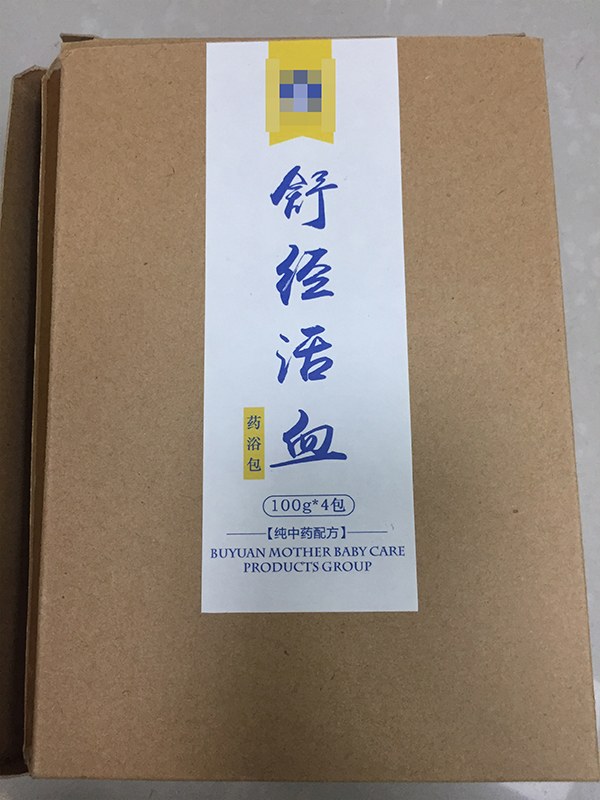 舒经活血
药浴包
100g*4包
【纯中药配方】
BUYUAN MOTHER BABY CARE
PRODUCTS GROUP